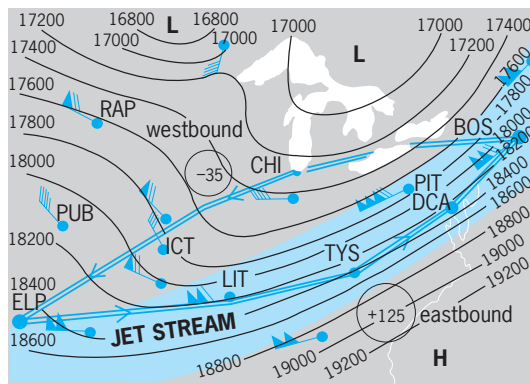 17200
16800
L
16800
17000
17000
17200
17400
17400
17000
17000
L
17600
17600
RAP
17800
17800
westbound
18000
BOS
18200
18000
-35
CHI
18400
PIT
18600
DCA
PUB
18800
ICT
19000
18200
TYS
19200
LIT
18400
ELP
+125
eastbound
JET STREAM
18600
H
18800
19000
19200